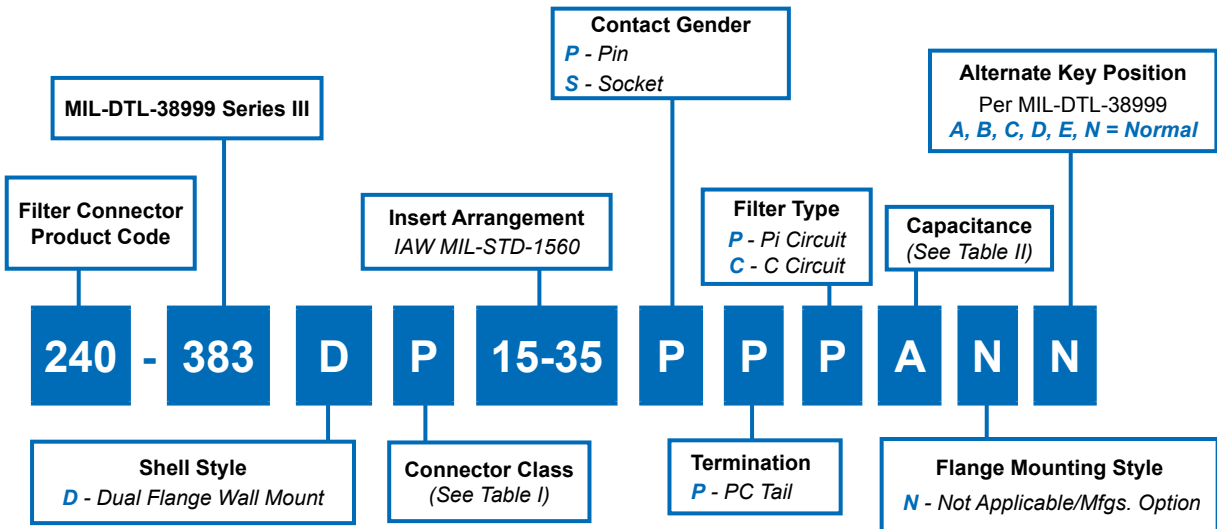 Contact Gender
P - Pin
S - Socket
Alternate Key Position
Per MIL-DTL-38999
A, B, C, D, E, N = Normal
MIL-DTL-38999 Series III
Filter Connector
Product Code
Insert Arrangement
IAW MIL-STD-1560
Filter Type
P - Pi Circuit
C - C Circuit
Capacitance
(See Table II)
240 - 383 D P 15-35 P P P A N N
Shell Style
D - Dual Flange Wall Mount
Connector Class
(See Table I)
Termination
P - PC Tail
Flange Mounting Style
N - Not Applicable/Mfgs. Option